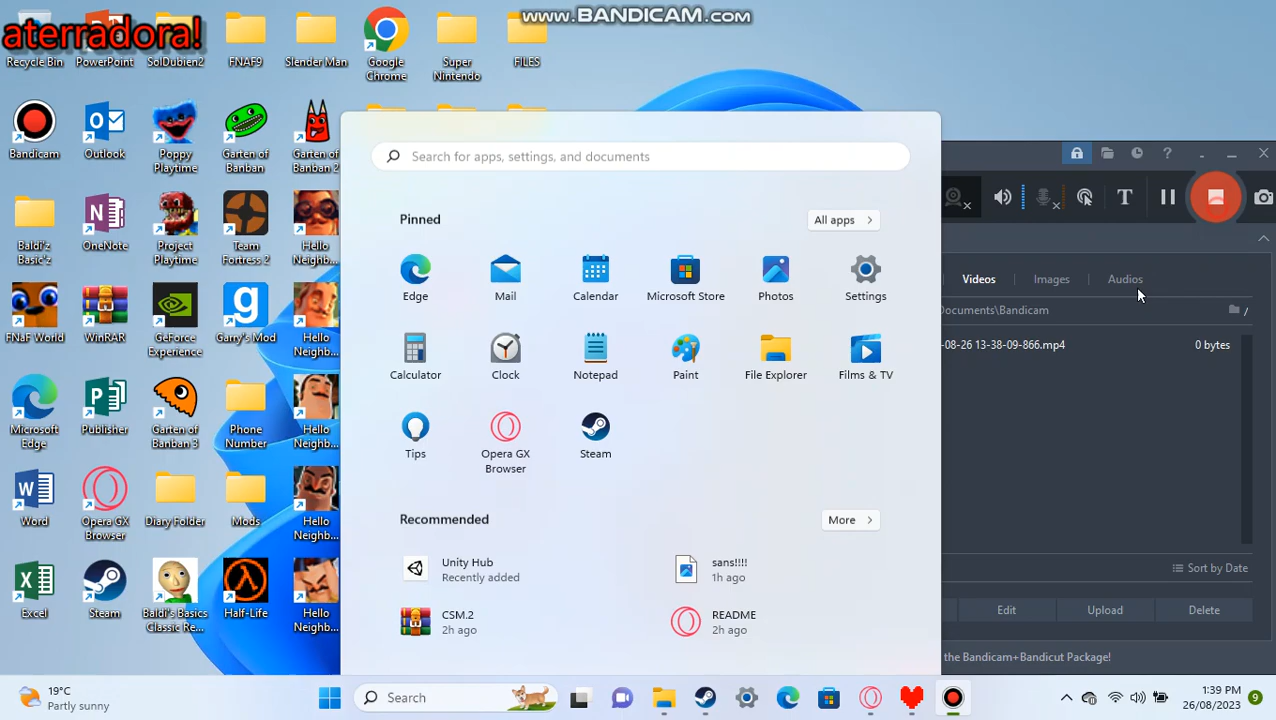 www.BANDICAM.com
aterradora!
Recycle Bin
PowerPoint
SolDubien2
FNAF9
Slender Man
Google
Chrome
Super
Nintendo
FILES
Bandicam
Outlook
Poppy
Playtime
Garten of
Banban
Garten of
Banban 2
Baldi'z
Basic'z
OneNote
Project
Playtime
Team
Fortress 2
Hello
Neighb...
FNaF World
WinRAR
GeForce
Experience
Garry's Mod
Hello
Neighb...
Microsoft
Edge
Publisher
Garten of
Banban 3
Phone
Number
Hello
Neighb...
Word
Opera GX
Browser
Diary Folder
Mods
Hello
Neighb...
Excel
Steam
Baldi's Basics
Classic Re...
Half-Life
Hello
Neighb...
Search for apps, settings, and documents
Pinned
All apps
Edge
Mail
Calendar
Microsoft Store
Photos
Settings
Calculator
Clock
Notepad
Paint
File Explorer
Films & TV
Tips
Opera GX
Browser
Steam
Recommended
More
Unity Hub
Recently added
sans!!!!
1h ago
CSM.2
2h ago
README
2h ago
Videos
Images
Audios
Documents\Bandicam
-08-26 13-38-09-866.mp4
0 bytes
Sort by Date
Edit
Upload
Delete
the Bandicam+Bandicut Package!
19°C
Partly sunny
Search
1:39 PM
26/08/2023
9